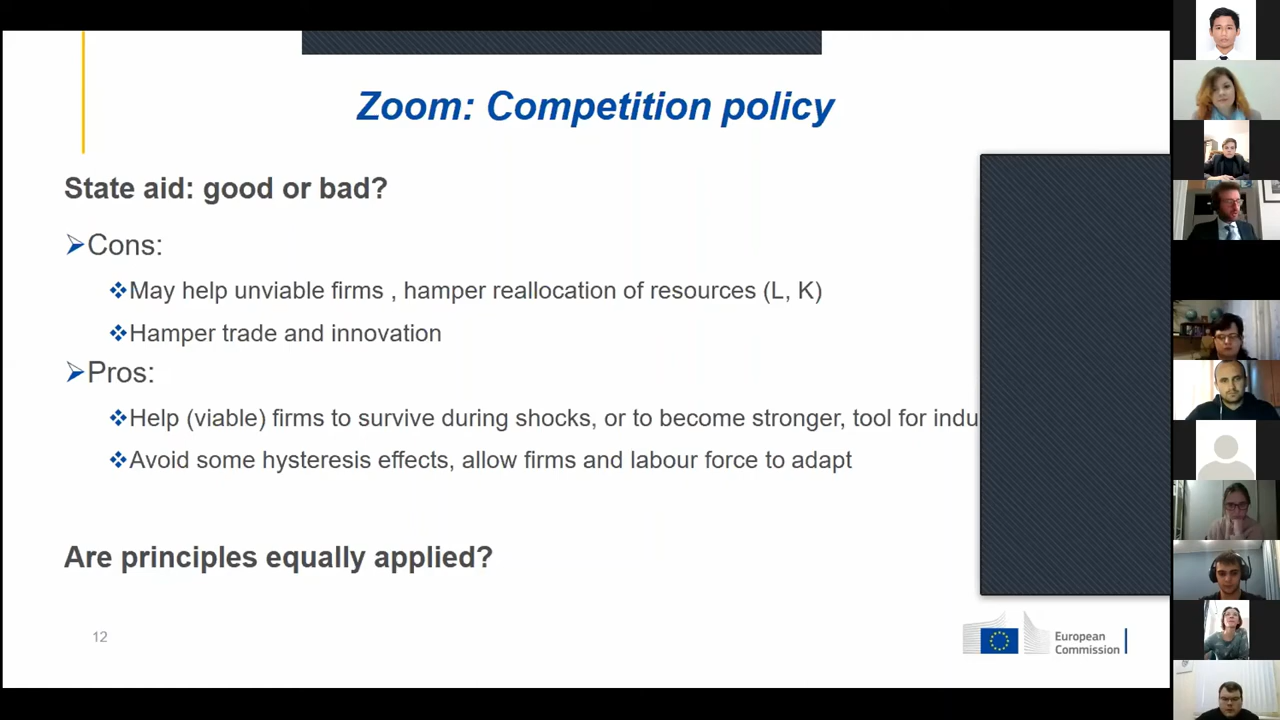 Zoom: Competition policy
State aid: good or bad?
Cons:
May help unviable firms , hamper reallocation of resources (L, K)
Hamper trade and innovation
Pros:
Help (viable) firms to survive during shocks, or to become stronger, tool for indu
Avoid some hysteresis effects, allow firms and labour force to adapt
Are principles equally applied?
12
European
Commission